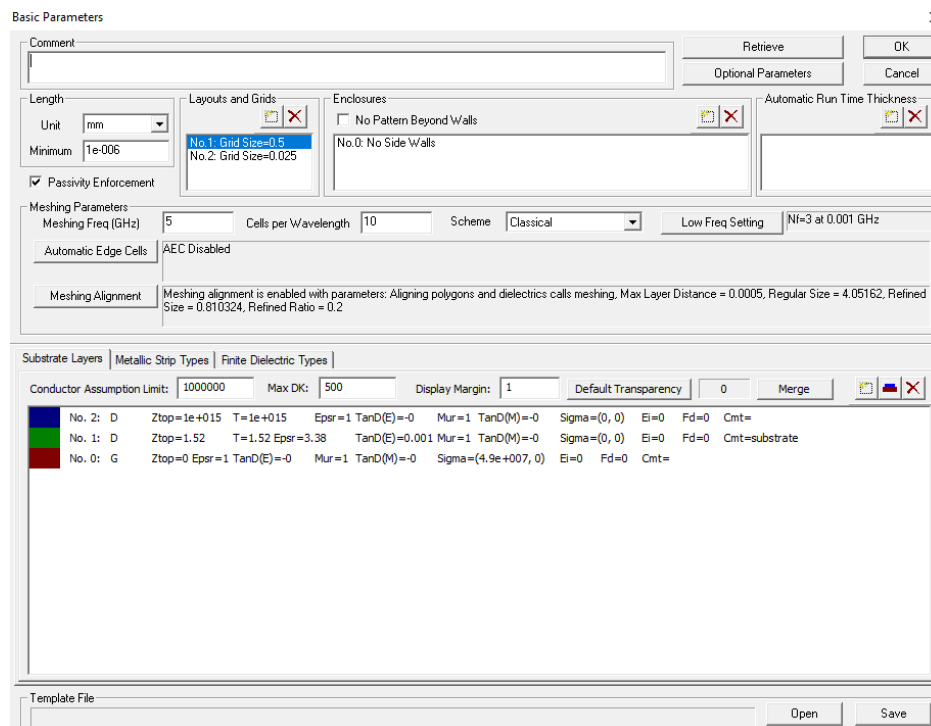 Basic Parameters
Comment
Retrieve
OK
Optional Parameters
Cancel
Length
Unit mm
Minimum 1e-006
Layouts and Grids
No.1: Grid Size=0.5
No.2: Grid Size=0.025
Enclosures
No Pattern Beyond Walls
No.0: No Side Walls
Automatic Run Time Thickness
Passivity Enforcement
Meshing Parameters
Meshing Freq (GHz) 5 Cells per Wavelength 10 Scheme Classical Low Freq Setting Nf=3 at 0.001 GHz
Automatic Edge Cells AEC Disabled
Meshing Alignment Meshing alignment is enabled with parameters: Aligning polygons and dielectrics calls meshing, Max Layer Distance = 0.0005, Regular Size = 4.05162, Refined
Size = 0.810324, Refined Ratio = 0.2
Substrate Layers Metallic Strip Types Finite Dielectric Types
Conductor Assumption Limit: 1000000 Max DK: 500 Display Margin: 1 Default Transparency 0 Merge
No. 2: D Ztop=1e+015 T=1e+015 Epsr=1 TanD(E)=-0 Mur=1 TanD(M)=-0 Sigma=(0, 0) Ei=0 Fd=0 Cmt=
No. 1: D Ztop=1.52 T=1.52 Epsr=3.38 TanD(E)=0.001 Mur=1 TanD(M)=-0 Sigma=(0, 0) Ei=0 Fd=0 Cmt=substrate
No. 0: G Ztop=0 Epsr=1 TanD(E)=-0 Mur=1 TanD(M)=-0 Sigma=(4.9e+007, 0) Ei=0 Fd=0 Cmt=
Template File
Open
Save